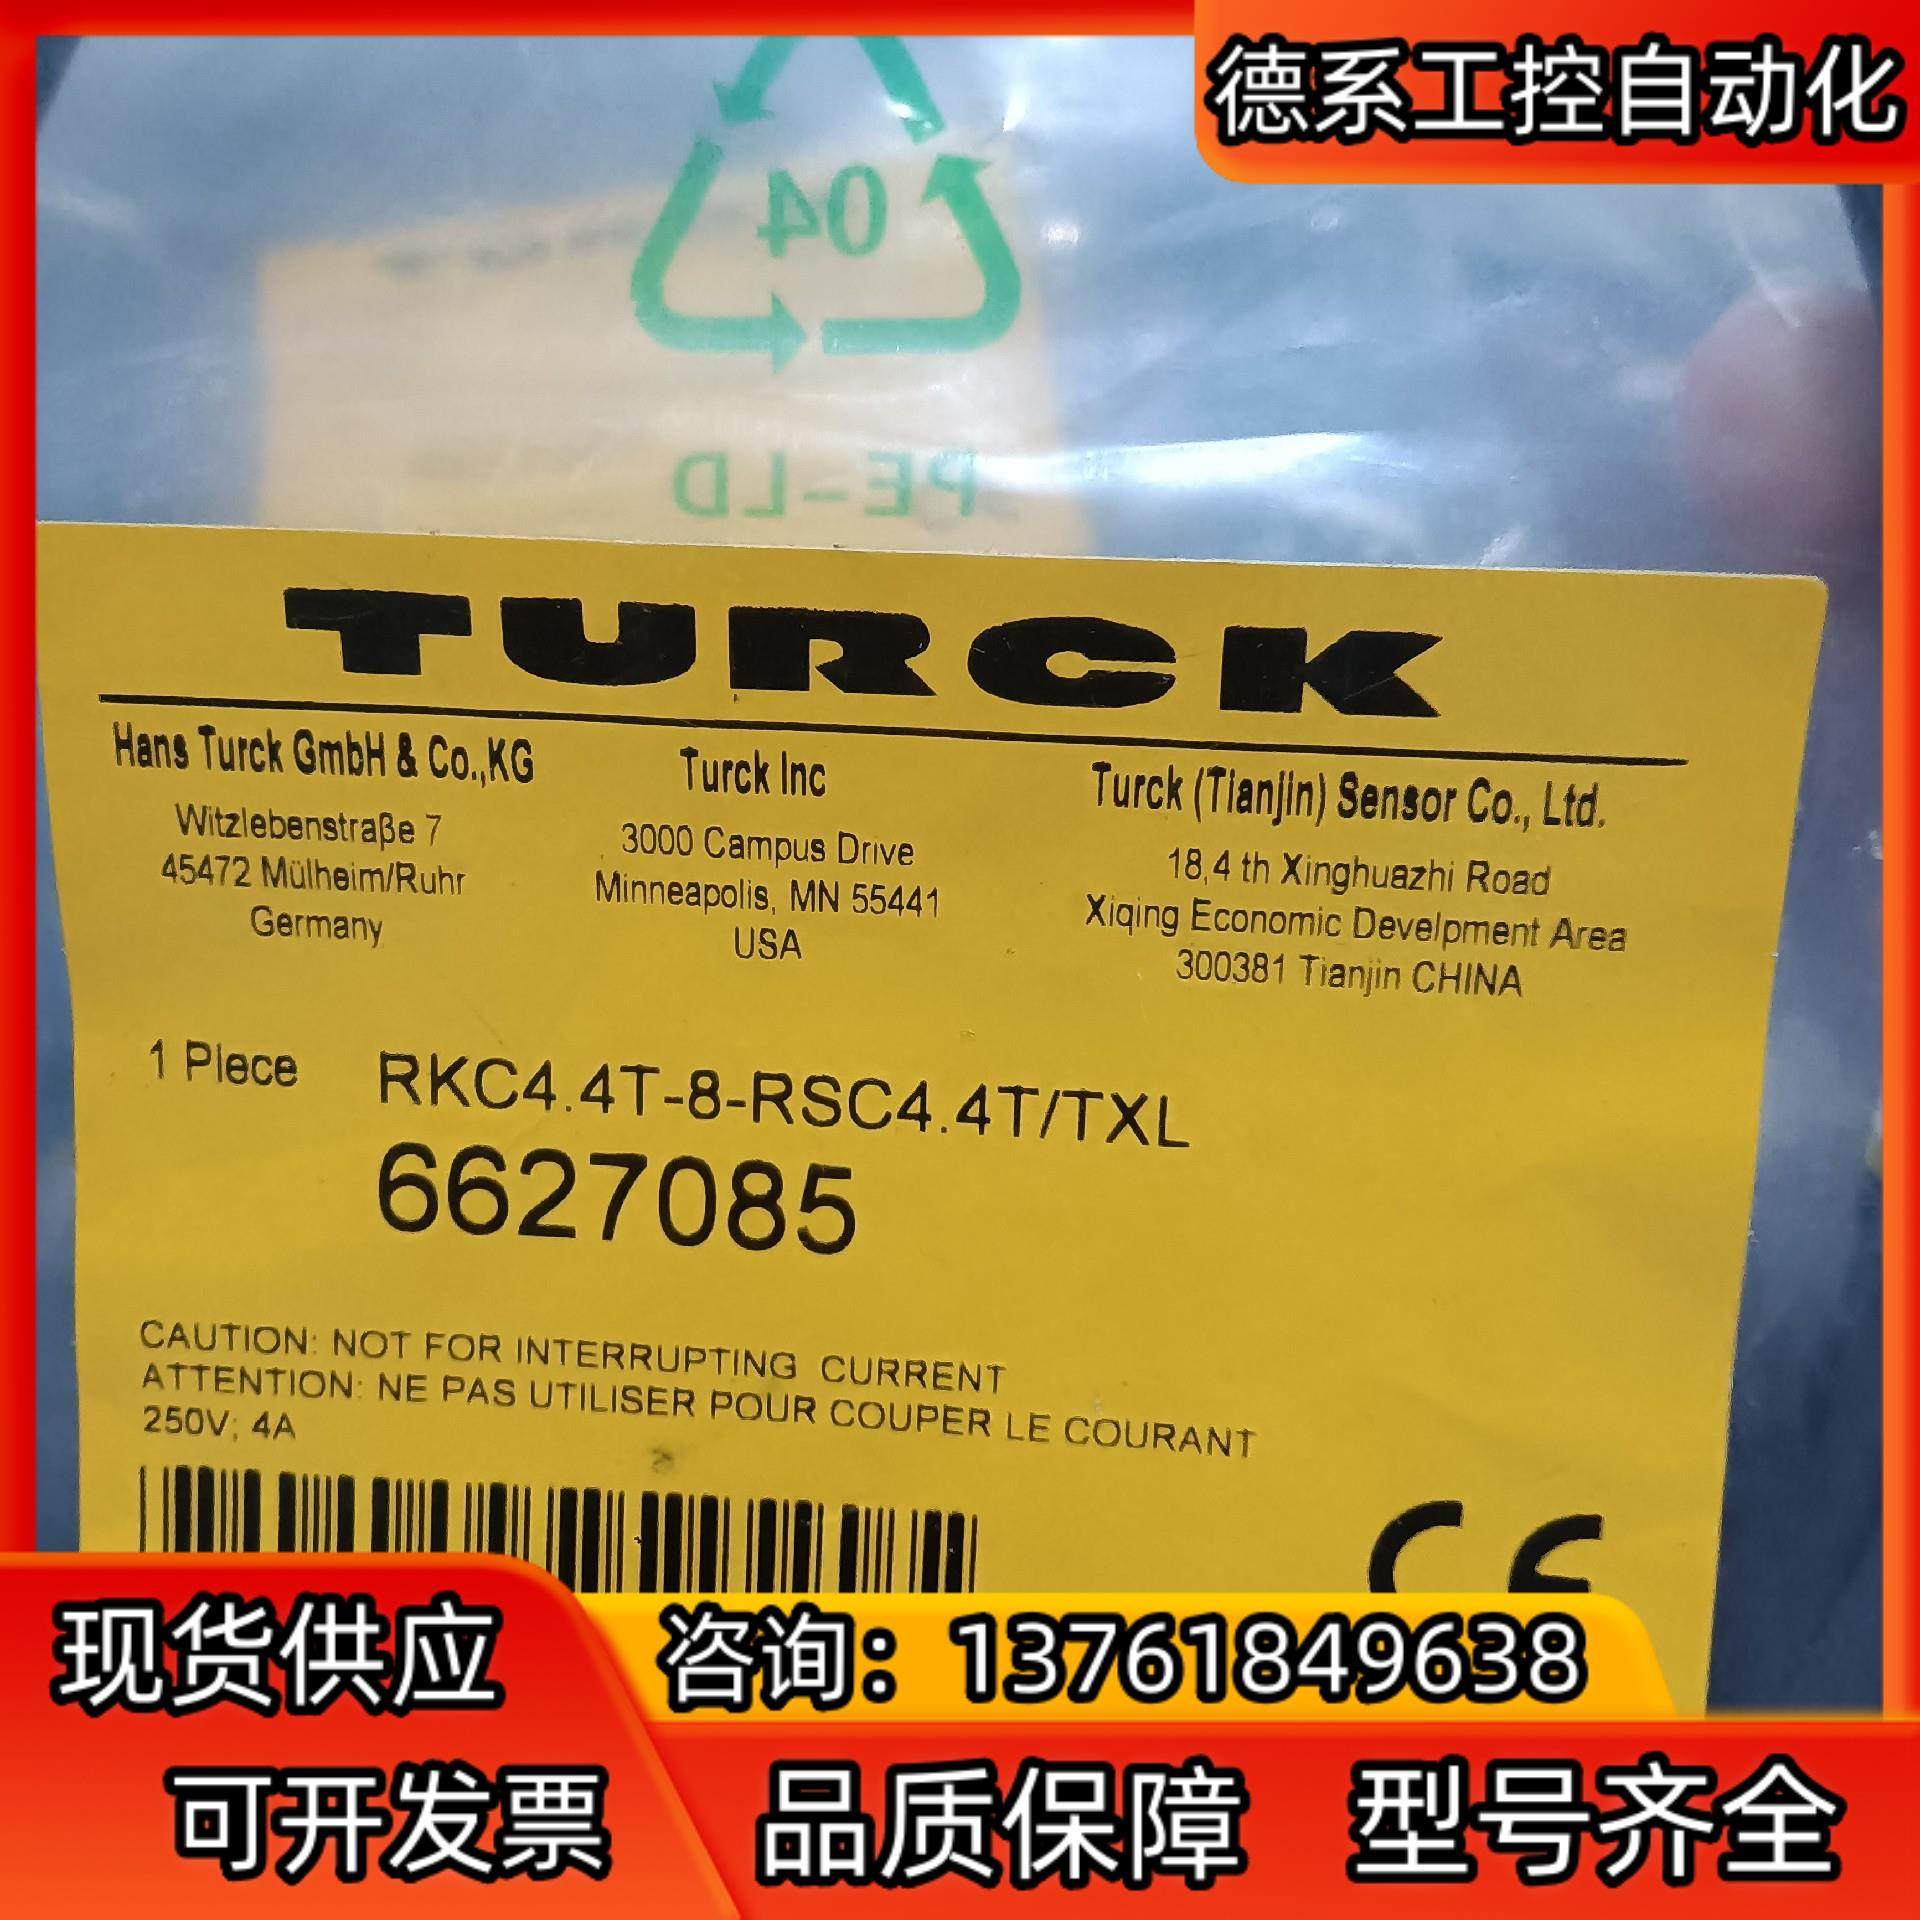 德系工控自动化
04
PE-LD
TURCK
Hans Turck GmbH & Co.,KG
Witzlebenstraße 7
45472 Mülheim/Ruhr
Germany
Turck Inc
3000 Campus Drive
Minneapolis, MN 55441
USA
Turck (Tianjin) Sensor Co., Ltd.
18,4 th Xinghuazhi Road
Xiqing Economic Develpment Area
300381 Tianjin CHINA
1 Piece RKC4.4T-8-RSC4.4T/TXL
6627085
CAUTION: NOT FOR INTERRUPTING CURRENT
ATTENTION: NE PAS UTILISER POUR COUPER LE COURANT
250V; 4A
CE
现货供应
咨询：13761849638
可开发票
品质保障 型号齐全